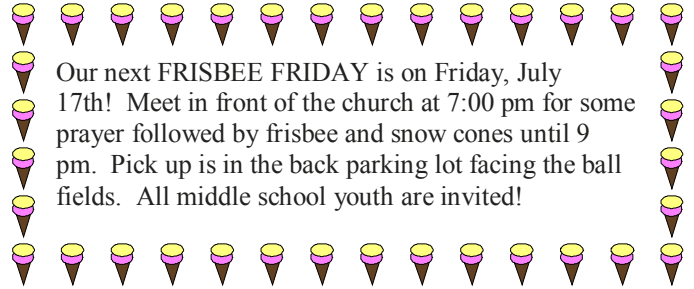 Our next FRISBEE FRIDAY is on Friday, July
17th!  Meet in front of the church at 7:00 pm for some
prayer followed by frisbee and snow cones until 9
pm.  Pick up is in the back parking lot facing the ball
fields.  All middle school youth are invited!